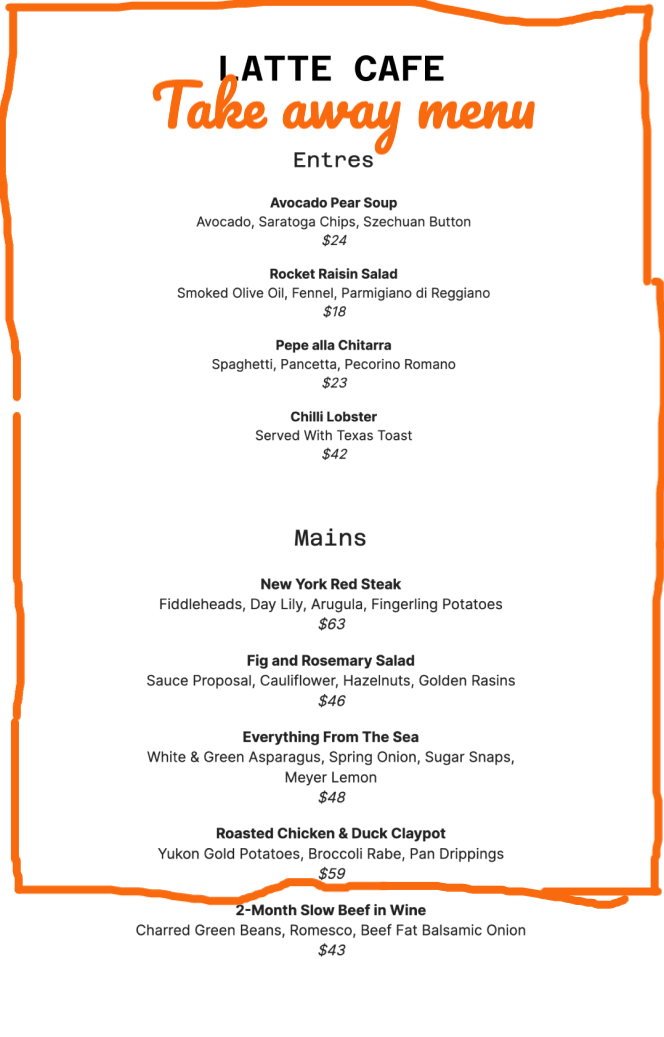 LATTE CAFE
Take away menu
Entres
Avocado Pear Soup
Avocado, Saratoga Chips, Szechuan Button
$24
Rocket Raisin Salad
Smoked Olive Oil, Fennel, Parmigiano di Reggiano
$18
Pepe alla Chitarra
Spaghetti, Pancetta, Pecorino Romano
$23
Chilli Lobster
Served With Texas Toast
$42
Mains
New York Red Steak
Fiddleheads, Day Lily, Arugula, Fingerling Potatoes
$63
Fig and Rosemary Salad
Sauce Proposal, Cauliflower, Hazelnuts, Golden Rasins
$46
Everything From The Sea
White & Green Asparagus, Spring Onion, Sugar Snaps,
Meyer Lemon
$48
Roasted Chicken & Duck Claypot
Yukon Gold Potatoes, Broccoli Rabe, Pan Drippings
$59
2-Month Slow Beef in Wine
Charred Green Beans, Romesco, Beef Fat Balsamic Onion
$43